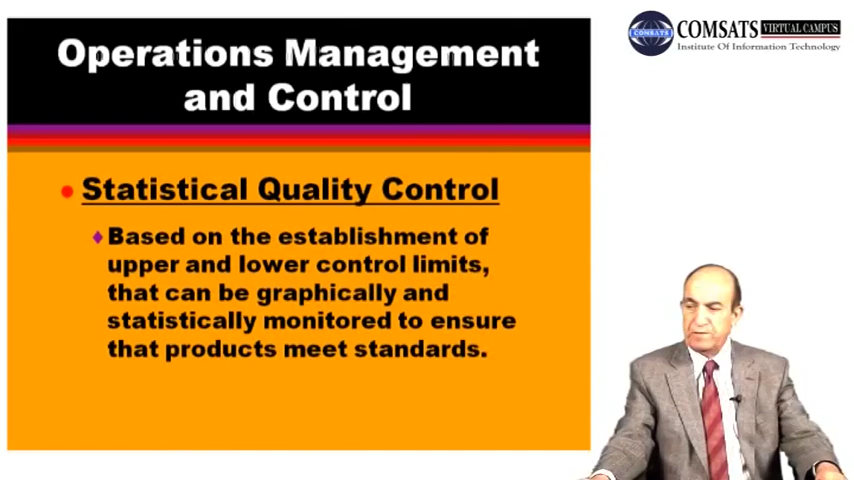 Operations Management
and Control
COMSATS VIRTUAL CAMPUS
COMSATS Institute Of Information Technology
Statistical Quality Control
Based on the establishment of
upper and lower control limits,
that can be graphically and
statistically monitored to ensure
that products meet standards.